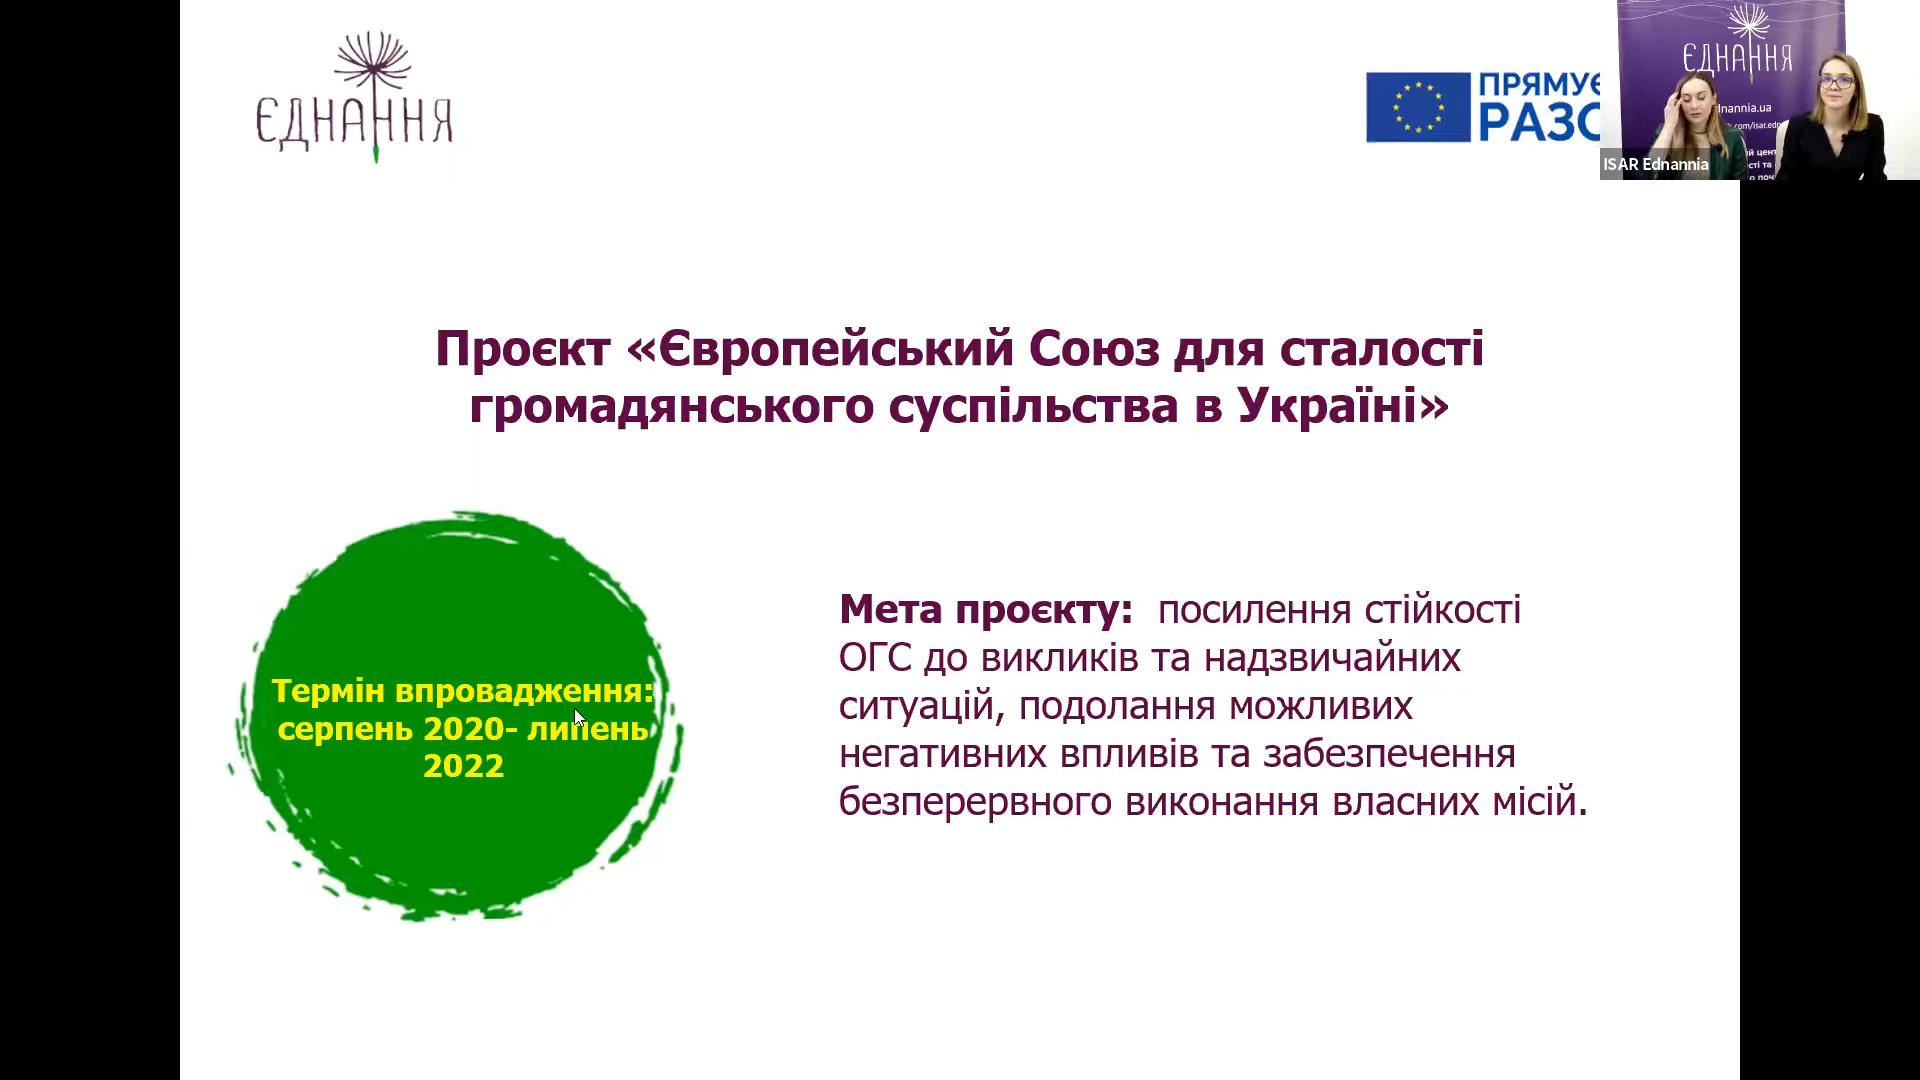 ЄДНАННЯ
ПРЯМУЄ
РАЗО
ЄДНАННЯ
ISAR Ednannia
Проєкт «Європейський Союз для сталості
громадянського суспільства в Україні»
Термін впровадження:
серпень 2020- липень
2022
Мета проєкту: посилення стійкості
ОГС до викликів та надзвичайних
ситуацій, подолання можливих
негативних впливів та забезпечення
безперервного виконання власних місій.